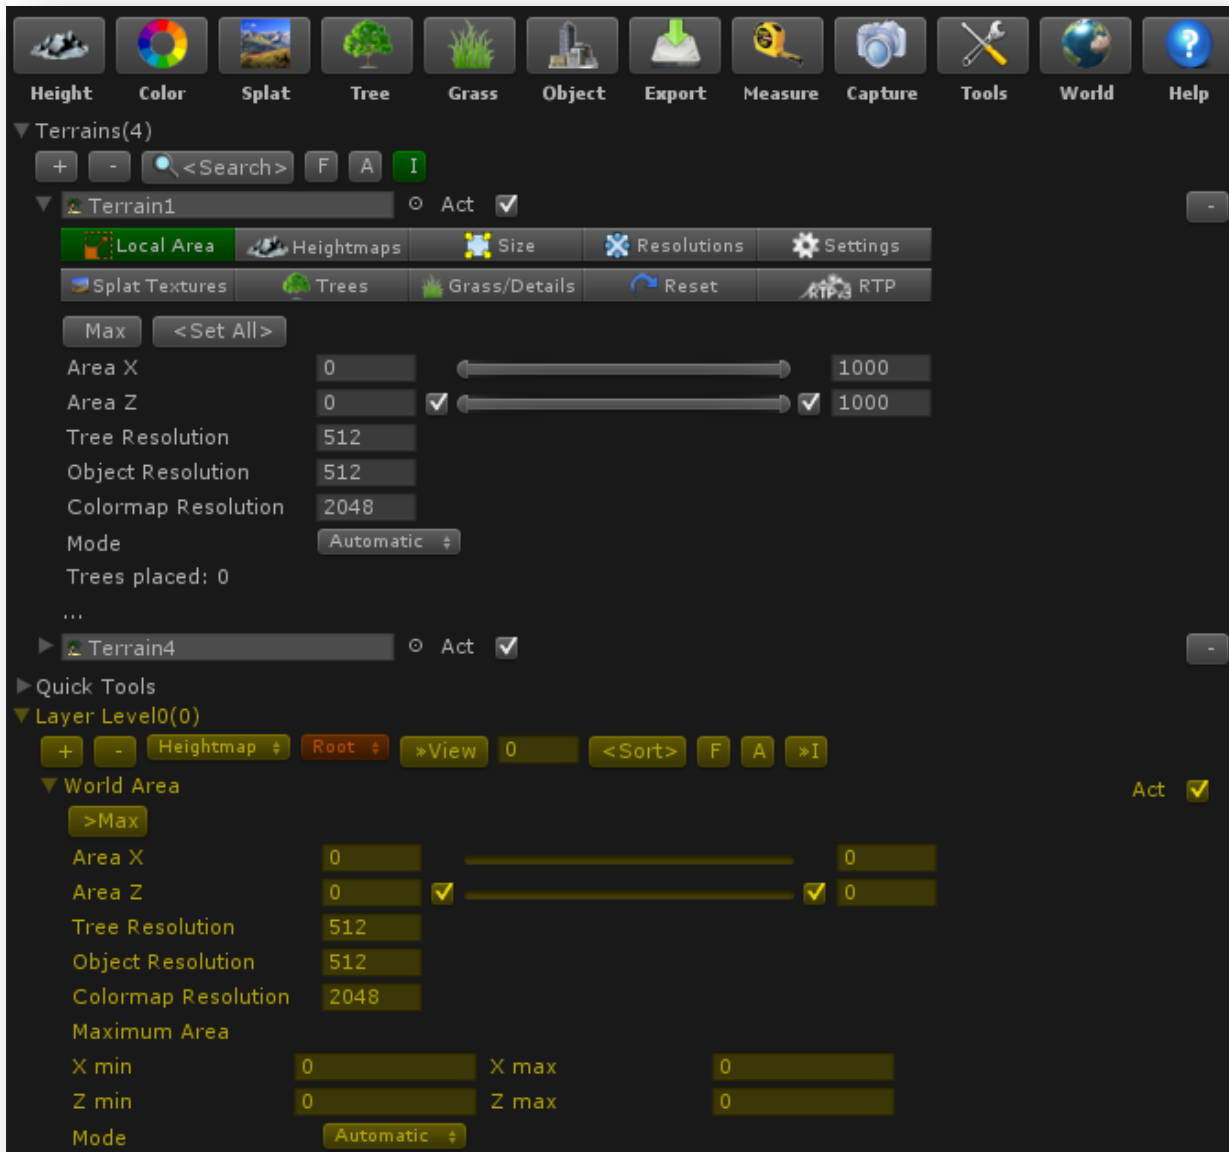 Height Color Splat Tree Grass Object Export Measure Capture Tools World Help
Terrains(4)
+ - <Search> F A I
Terrain1 Act -
Local Area Heightmaps Size Resolutions Settings
Splat Textures Trees Grass/Details Reset RTP3 RTP
Max <Set All>
Area X 0 1000
Area Z 0 1000
Tree Resolution 512
Object Resolution 512
Colormap Resolution 2048
Mode Automatic
Trees placed: 0
...
Terrain4 Act -
Quick Tools
Layer Level0(0)
+ - Heightmap Root »View 0 <Sort> F A »I
World Area Act
>Max
Area X 0 0
Area Z 0 0
Tree Resolution 512
Object Resolution 512
Colormap Resolution 2048
Maximum Area
X min 0 X max 0
Z min 0 Z max 0
Mode Automatic